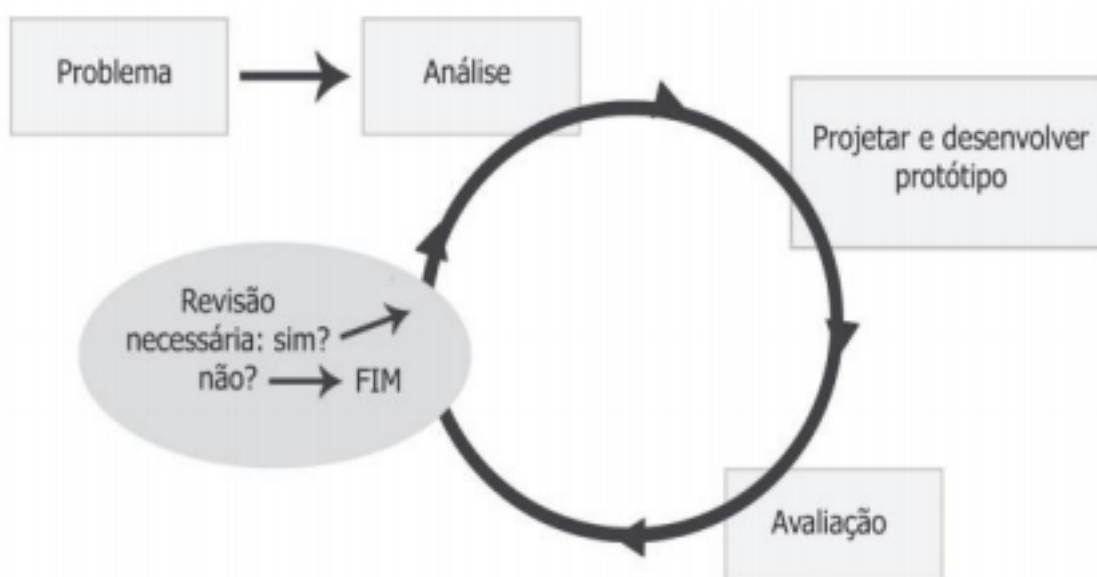 Problema
Análise
Projetar e desenvolver
protótipo
Revisão
necessária: sim?
não?
FIM
Avaliação